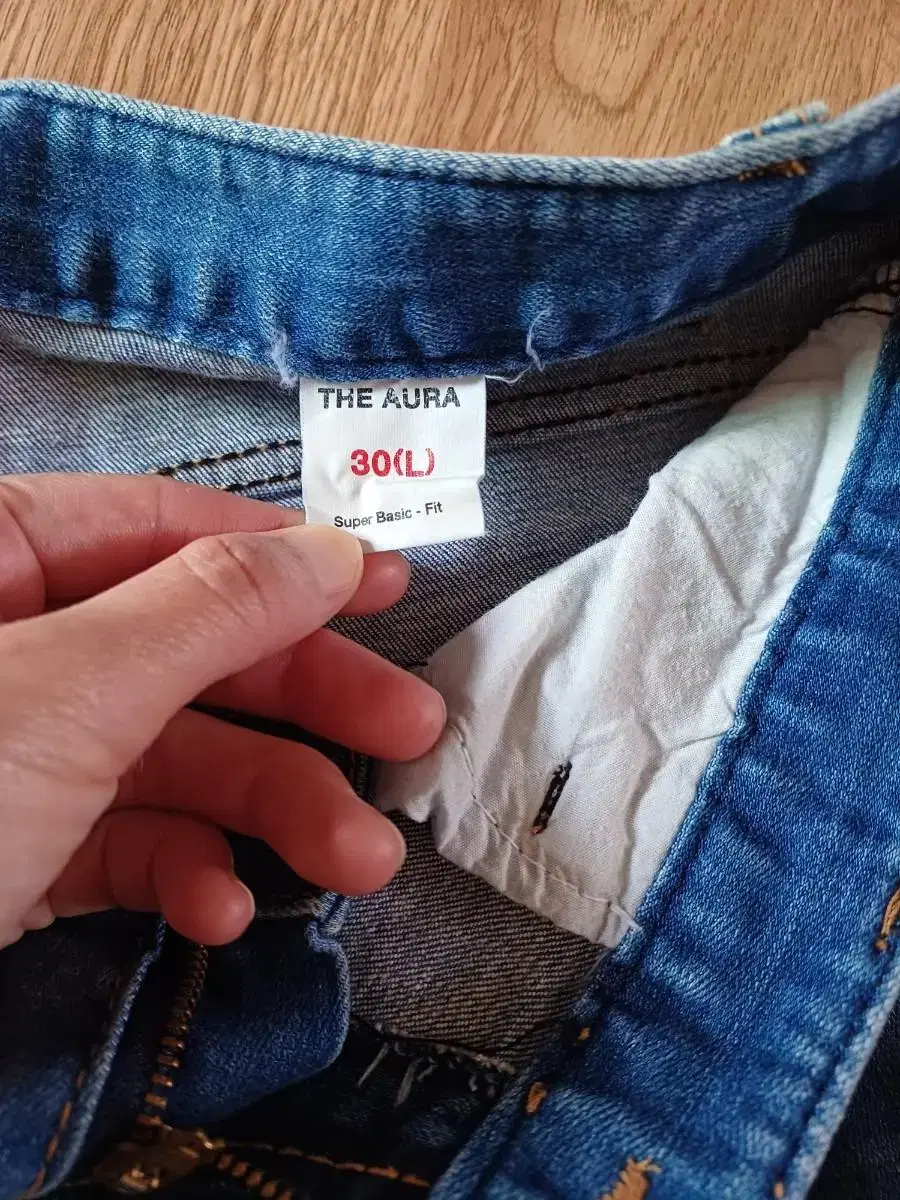 THE AURA
30(L)
Super Basic - Fit